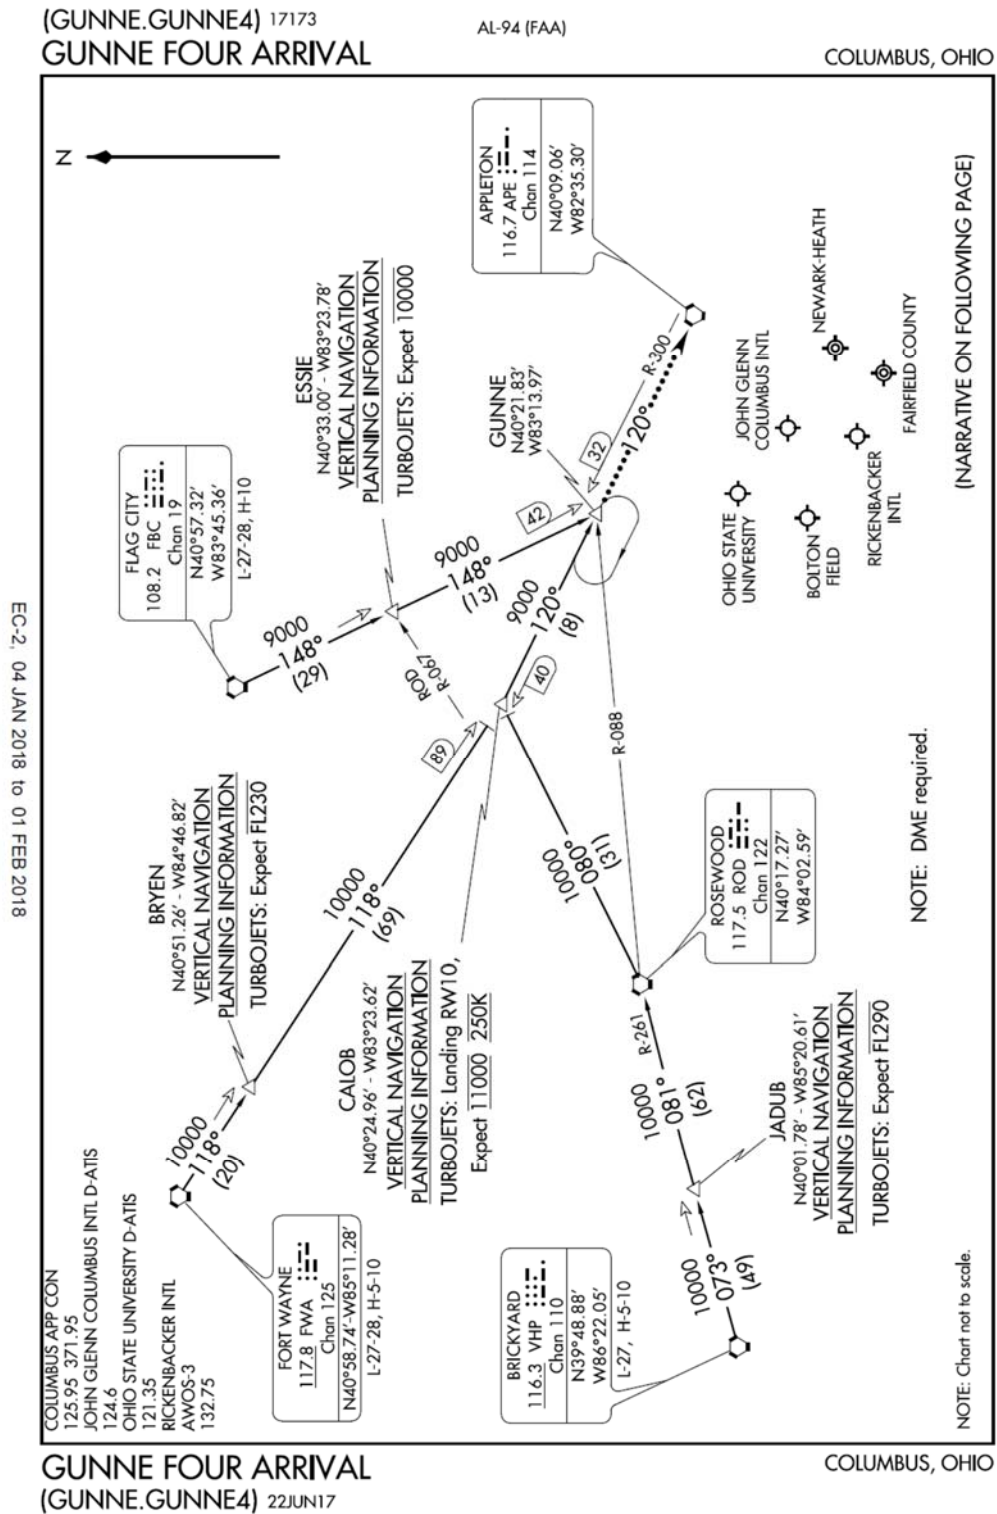 (GUNNE.GUNNE4) 17173
GUNNE FOUR ARRIVAL
AL-94 (FAA)
COLUMBUS, OHIO
EC-2, 04 JAN 2018 to 01 FEB 2018
COLUMBUS APP CON
125.95 371.95
JOHN GLENN COLUMBUS INTL D-ATIS
124.6
OHIO STATE UNIVERSITY D-ATIS
121.35
RICKENBACKER INTL
AWOS-3
132.75
N
FORT WAYNE
117.8 FWA
Chan 125
N40°58.74'-W85°11.28'
L-27-28, H-5-10
10000
118°
(20)
BRYEN
N40°51.26' - W84°46.82'
VERTICAL NAVIGATION
PLANNING INFORMATION
TURBOJETS: Expect FL230
10000
118°
(69)
89
FLAG CITY
108.2 FBC
Chan 19
N40°57.32'
W83°45.36'
L-27-28, H-10
9000
148°
(29)
ROD
R-067
ESSIE
N40°33.00' - W83°23.78'
VERTICAL NAVIGATION
PLANNING INFORMATION
TURBOJETS: Expect 10000
9000
148°
(13)
42
CALOB
N40°24.96' - W83°23.62'
VERTICAL NAVIGATION
PLANNING INFORMATION
TURBOJETS: Landing RW10,
Expect 11000 250K
40
9000
120°
(8)
GUNNE
N40°21.83'
W83°13.97'
32
R-300
120°
APPLETON
116.7 APE
Chan 114
N40°09.06'
W82°35.30'
BRICKYARD
116.3 VHP
Chan 110
N39°48.88'
W86°22.05'
L-27, H-5-10
10000
073°
(49)
JADUB
N40°01.78' - W85°20.61'
VERTICAL NAVIGATION
PLANNING INFORMATION
TURBOJETS: Expect FL290
10000
081°
(62)
R-261
ROSEWOOD
117.5 ROD
Chan 122
N40°17.27'
W84°02.59'
10000
080°
(31)
R-088
OHIO STATE
UNIVERSITY
JOHN GLENN
COLUMBUS INTL
NEWARK-HEATH
BOLTON
FIELD
RICKENBACKER
INTL
FAIRFIELD COUNTY
NOTE: DME required.
NOTE: Chart not to scale.
(NARRATIVE ON FOLLOWING PAGE)
GUNNE FOUR ARRIVAL
(GUNNE.GUNNE4) 22JUN17
COLUMBUS, OHIO